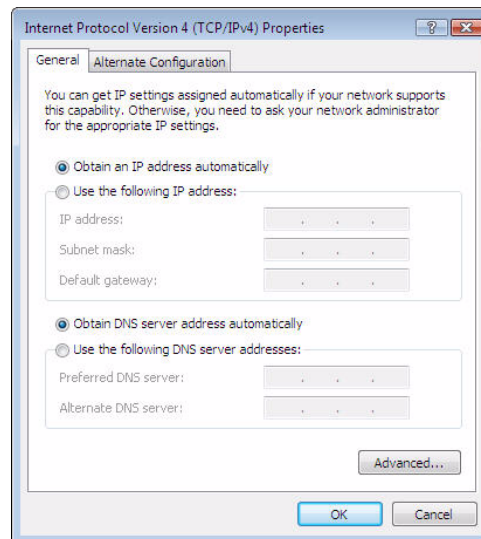 Internet Protocol Version 4 (TCP/IPv4) Properties
General
Alternate Configuration
You can get IP settings assigned automatically if your network supports
this capability. Otherwise, you need to ask your network administrator
for the appropriate IP settings.
Obtain an IP address automatically
Use the following IP address:
IP address:
Subnet mask:
Default gateway:
Obtain DNS server address automatically
Use the following DNS server addresses:
Preferred DNS server:
Alternate DNS server:
Advanced...
OK
Cancel